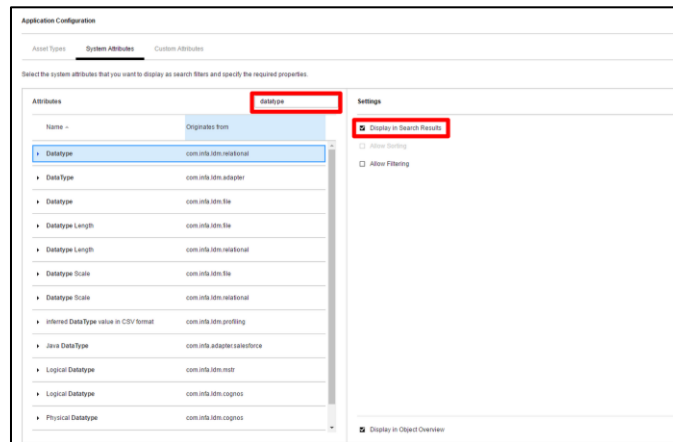 Application Configuration
Asset Types System Attributes Custom Attributes
Select the system attributes that you want to display as search filters and specify the required properties.
Attributes datatype Settings
Name Originates from
Display in Search Results
Allow Sorting
Allow Filtering
Datatype com.infa.ldm.relational
DataType com.infa.ldm.adapter
Datatype com.infa.ldm.file
Datatype Length com.infa.ldm.file
Datatype Length com.infa.ldm.relational
Datatype Scale com.infa.ldm.file
Datatype Scale com.infa.ldm.relational
inferred DataType value in CSV format com.infa.ldm.profiling
Java DataType com.infa.adapter.salesforce
Logical Datatype com.infa.ldm.mstr
Logical Datatype com.infa.ldm.cognos
Physical Datatype com.infa.ldm.cognos
Display in Object Overview